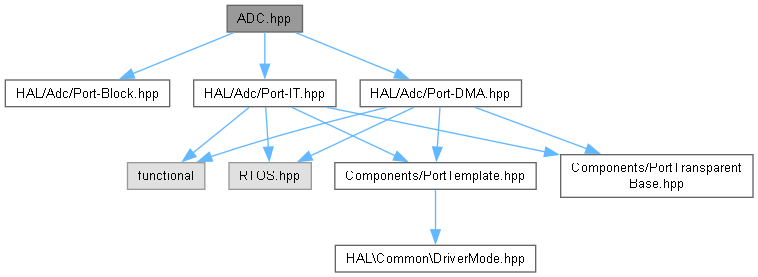 ADC.hpp
HAL/Adc/Port-Block.hpp
HAL/Adc/Port-IT.hpp
HAL/Adc/Port-DMA.hpp
functional
RTOS.hpp
Components/PortTemplate.hpp
Components/PortTransparent
Base.hpp
HAL\Common\DriverMode.hpp